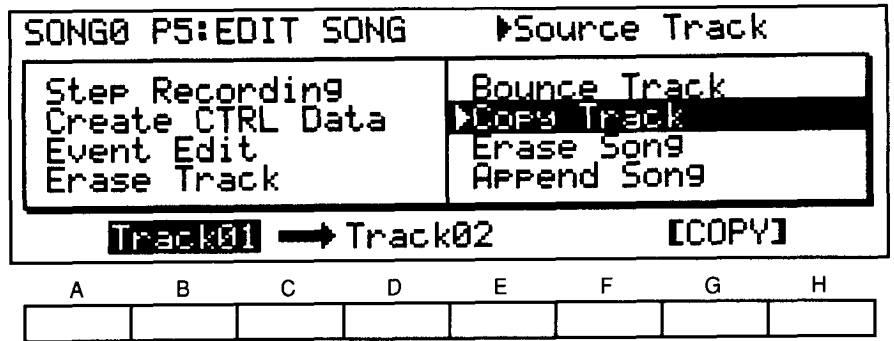 SONG0 P5:EDIT SONG ▶Source Track
Step Recording
Create CTRL Data
Event Edit
Erase Track
Bounce Track
▶Copy Track
Erase Song
Append Song
Track01 ➡ Track02 [COPY]
A B C D E F G H